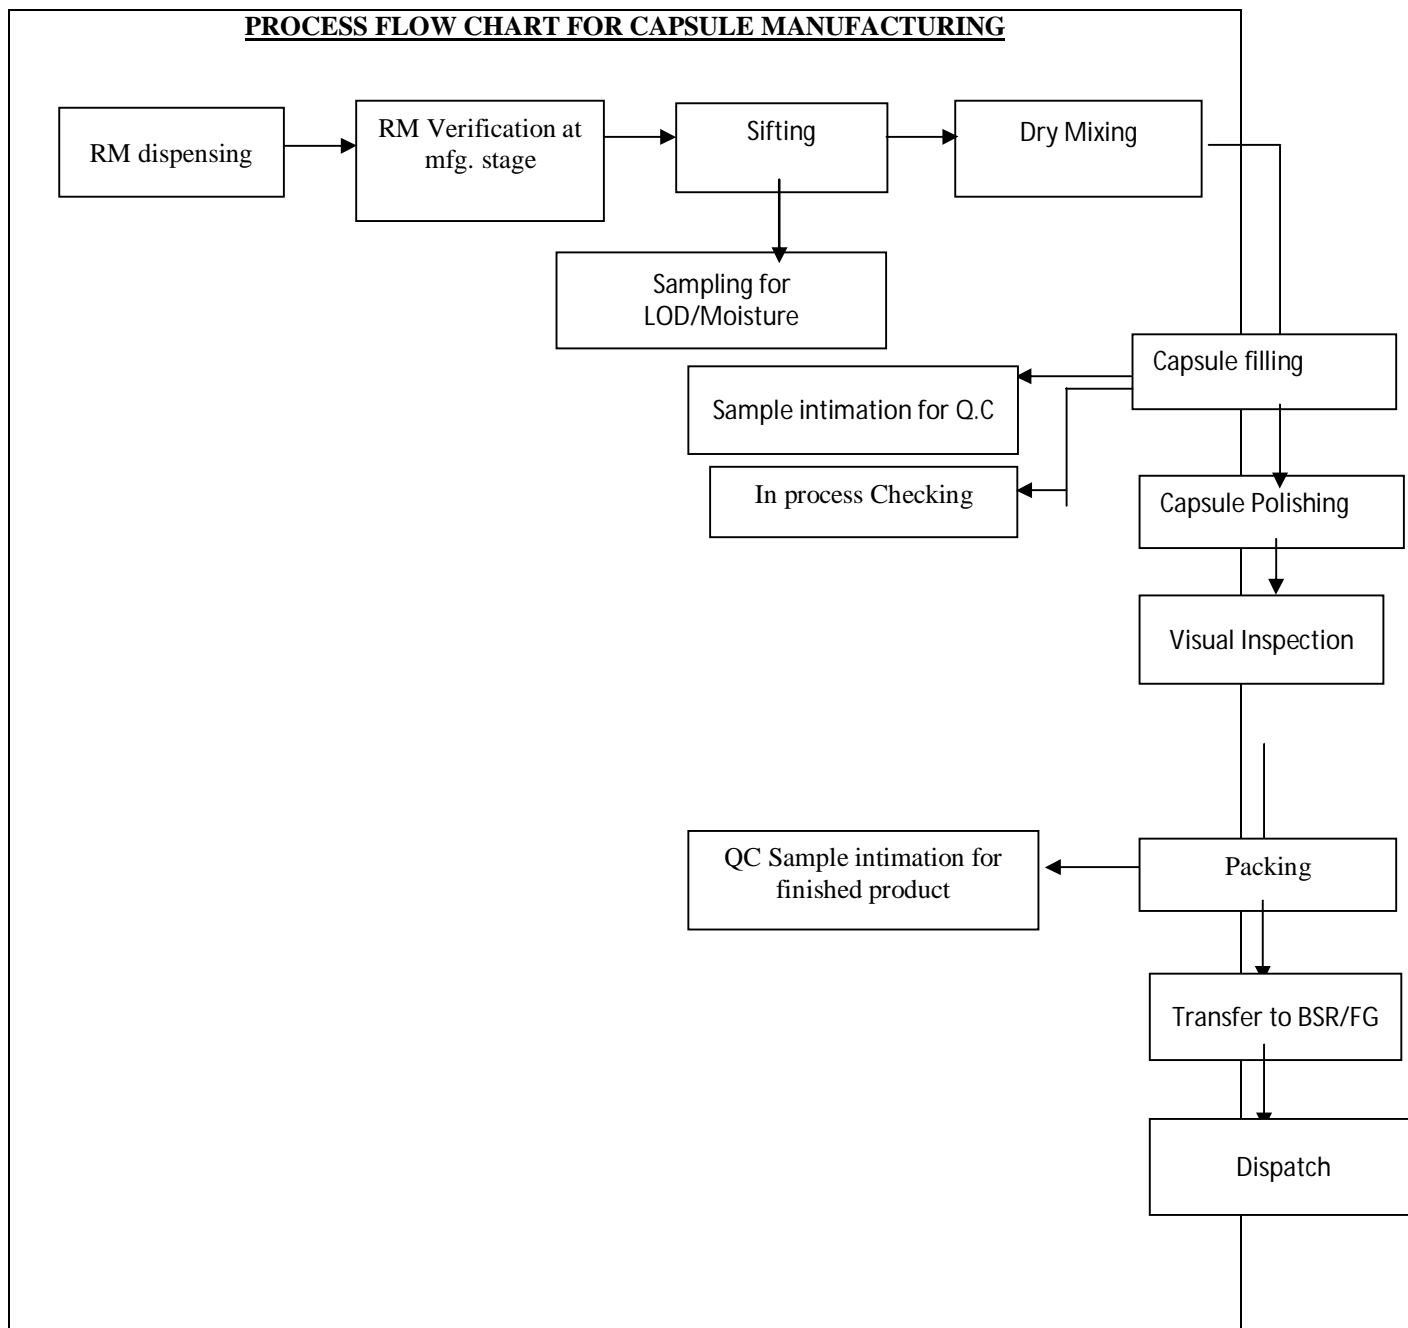 PROCESS FLOW CHART FOR CAPSULE MANUFACTURING
RM dispensing
RM Verification at
mfg. stage
Sifting
Dry Mixing
Sampling for
LOD/Moisture
Capsule filling
Sample intimation for Q.C
In process Checking
Capsule Polishing
Visual Inspection
QC Sample intimation for
finished product
Packing
Transfer to BSR/FG
Dispatch